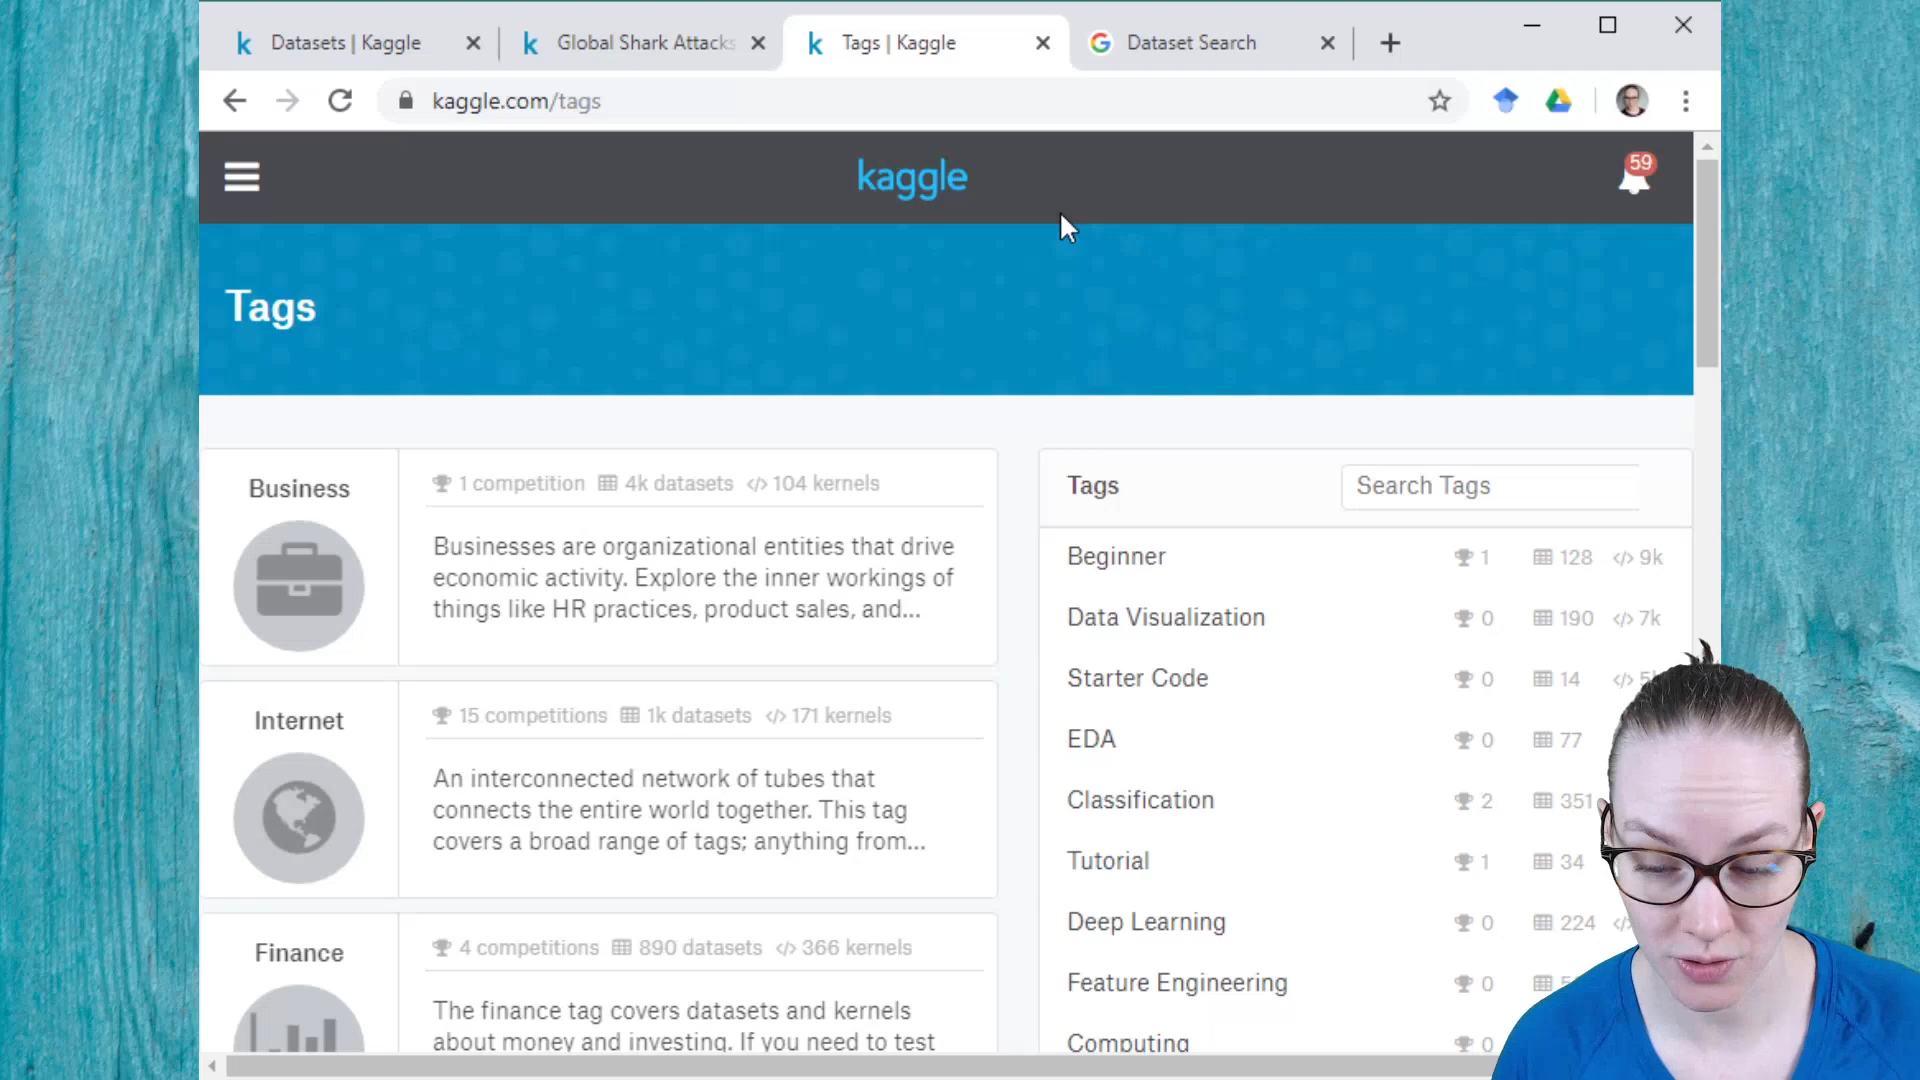 Datasets | Kaggle
Global Shark Attacks
Tags | Kaggle
Dataset Search
kaggle.com/tags
kaggle
59
Tags
Business
1 competition 4k datasets </> 104 kernels
Businesses are organizational entities that drive
economic activity. Explore the inner workings of
things like HR practices, product sales, and...
Internet
15 competitions 1k datasets </> 171 kernels
An interconnected network of tubes that
connects the entire world together. This tag
covers a broad range of tags; anything from...
Finance
4 competitions 890 datasets </> 366 kernels
The finance tag covers datasets and kernels
about money and investing. If you need to test
Tags
Search Tags
Beginner 1 128 </> 9k
Data Visualization 0 190 </> 7k
Starter Code 0 14 </>
EDA 0 77
Classification 2 351
Tutorial 1 34
Deep Learning 0 224
Feature Engineering 0
Computing 0